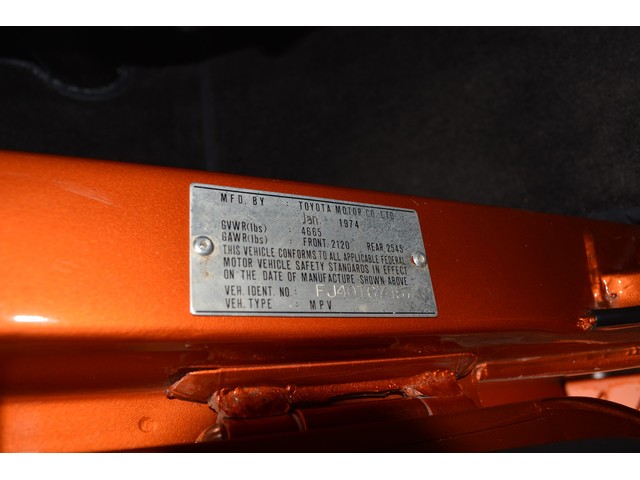 MFD. BY : TOYOTA MOTOR CO., LTD.
Jan. 1974
GVWR(lbs) : 4665
GAWR(lbs) : FRONT. 2120 REAR. 2545
THIS VEHICLE CONFORMS TO ALL APPLICABLE FEDERAL
MOTOR VEHICLE SAFETY STANDARDS IN EFFECT
ON THE DATE OF MANUFACTURE SHOWN ABOVE
VEH. IDENT. NO. :
VEH. TYPE : MPV